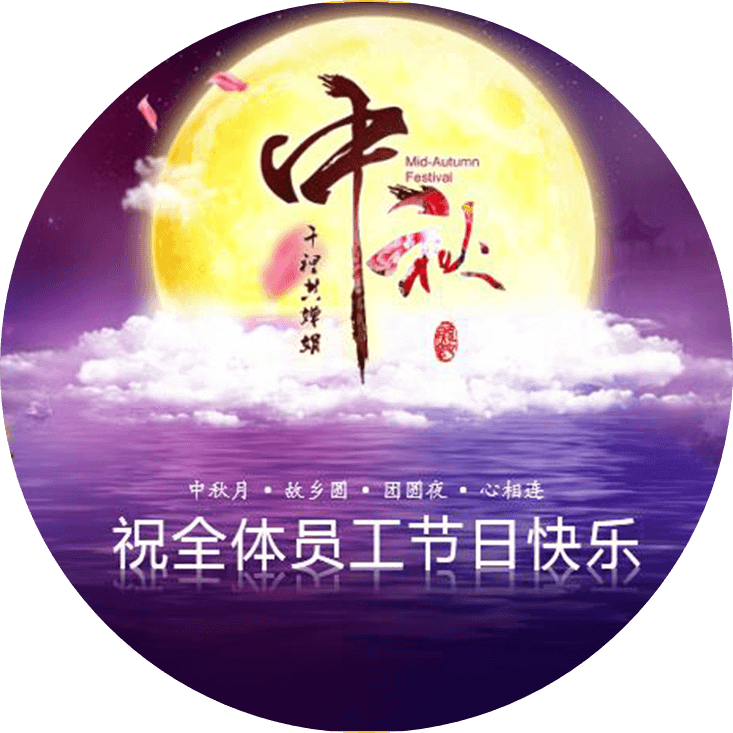 中秋
Mid-Autumn
Festival
千里共婵娟
中秋月 • 故乡圆 • 团圆夜 • 心相连
祝全体员工节日快乐